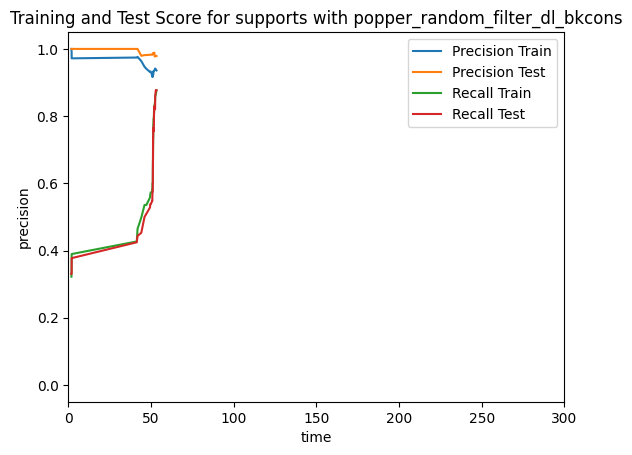 Training and Test Score for supports with popper_random_filter_dl_bkcons
1.0
0.8
0.6
0.4
0.2
0.0
precision
0
50
100
150
200
250
300
time
Precision Train
Precision Test
Recall Train
Recall Test